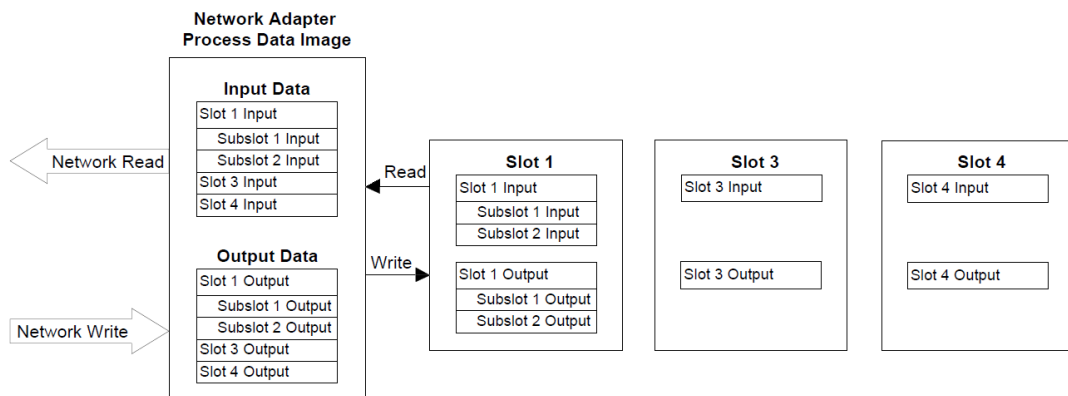 Network Adapter
Process Data Image
Input Data
Slot 1 Input
Subslot 1 Input
Subslot 2 Input
Slot 3 Input
Slot 4 Input
Output Data
Slot 1 Output
Subslot 1 Output
Subslot 2 Output
Slot 3 Output
Slot 4 Output
Network Read
Network Write
Read
Write
Slot 1
Slot 1 Input
Subslot 1 Input
Subslot 2 Input
Slot 1 Output
Subslot 1 Output
Subslot 2 Output
Slot 3
Slot 3 Input
Slot 3 Output
Slot 4
Slot 4 Input
Slot 4 Output